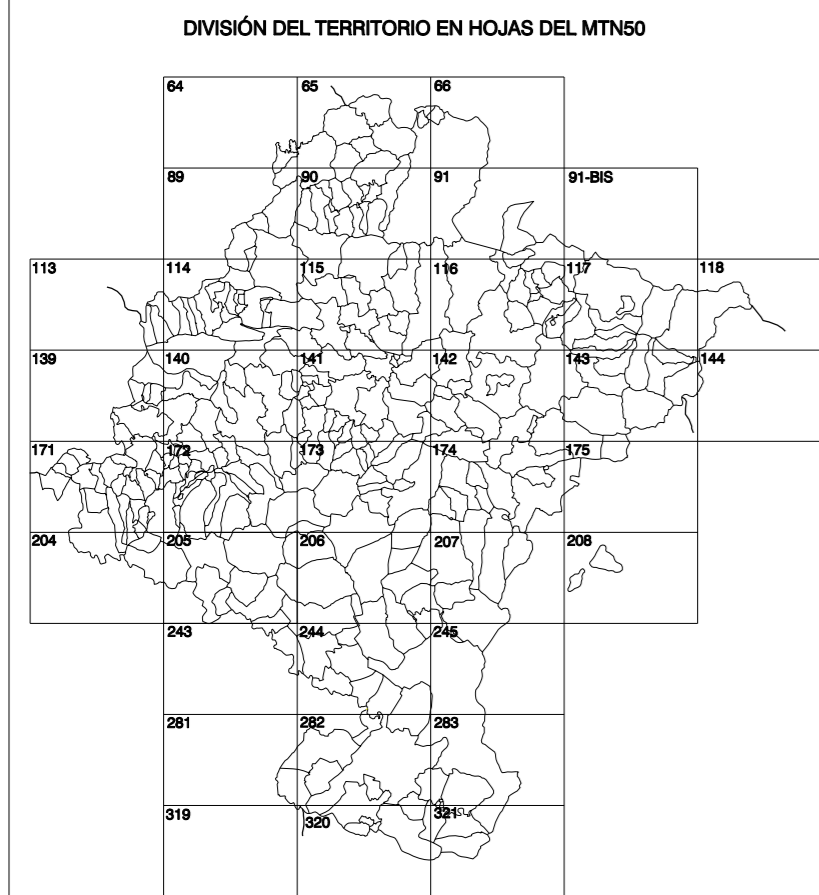 DIVISIÓN DEL TERRITORIO EN HOJAS DEL MTN50
64 65 66
89 90 91 91-BIS
113 114 115 116 117 118
139 140 141 142 143 144
171 172 173 174 175
204 205 206 207 208
243 244 245
281 282 283
319 320 321